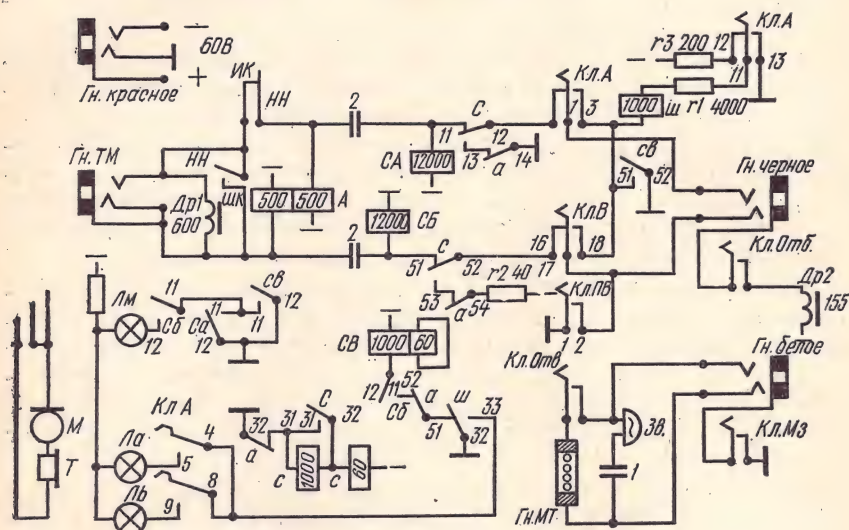 Гн. красное
−
60В
+
ИК
НН
2
11
С
12
13
а
14
СА
12000
Кл.А
1
3
r3 200
12
Кл.А
11
13
1000
ш
r1 4000
Гн. ТМ
НН
ШК
Др1
600
500
500
А
12000
СБ
2
51
с
52
53
а
54
r2 40
16
17
Кл.В
18
св
51
52
Гн. черное
Кл.ПВ
1
2
Кл.Отб.
Др2
155
Гн. белое
Лм
12
11
сб
11
св
12
11
Са
12
СВ
1000
60
12
11
52
Сб
а
51
ш
33
32
Кл.Отв
Зв.
1
Гн.МТ
Кл.Мз
М
Т
Кл А
4
Ла
5
8
Лb
9
32
а
31
31
С
32
1000
с
с
60